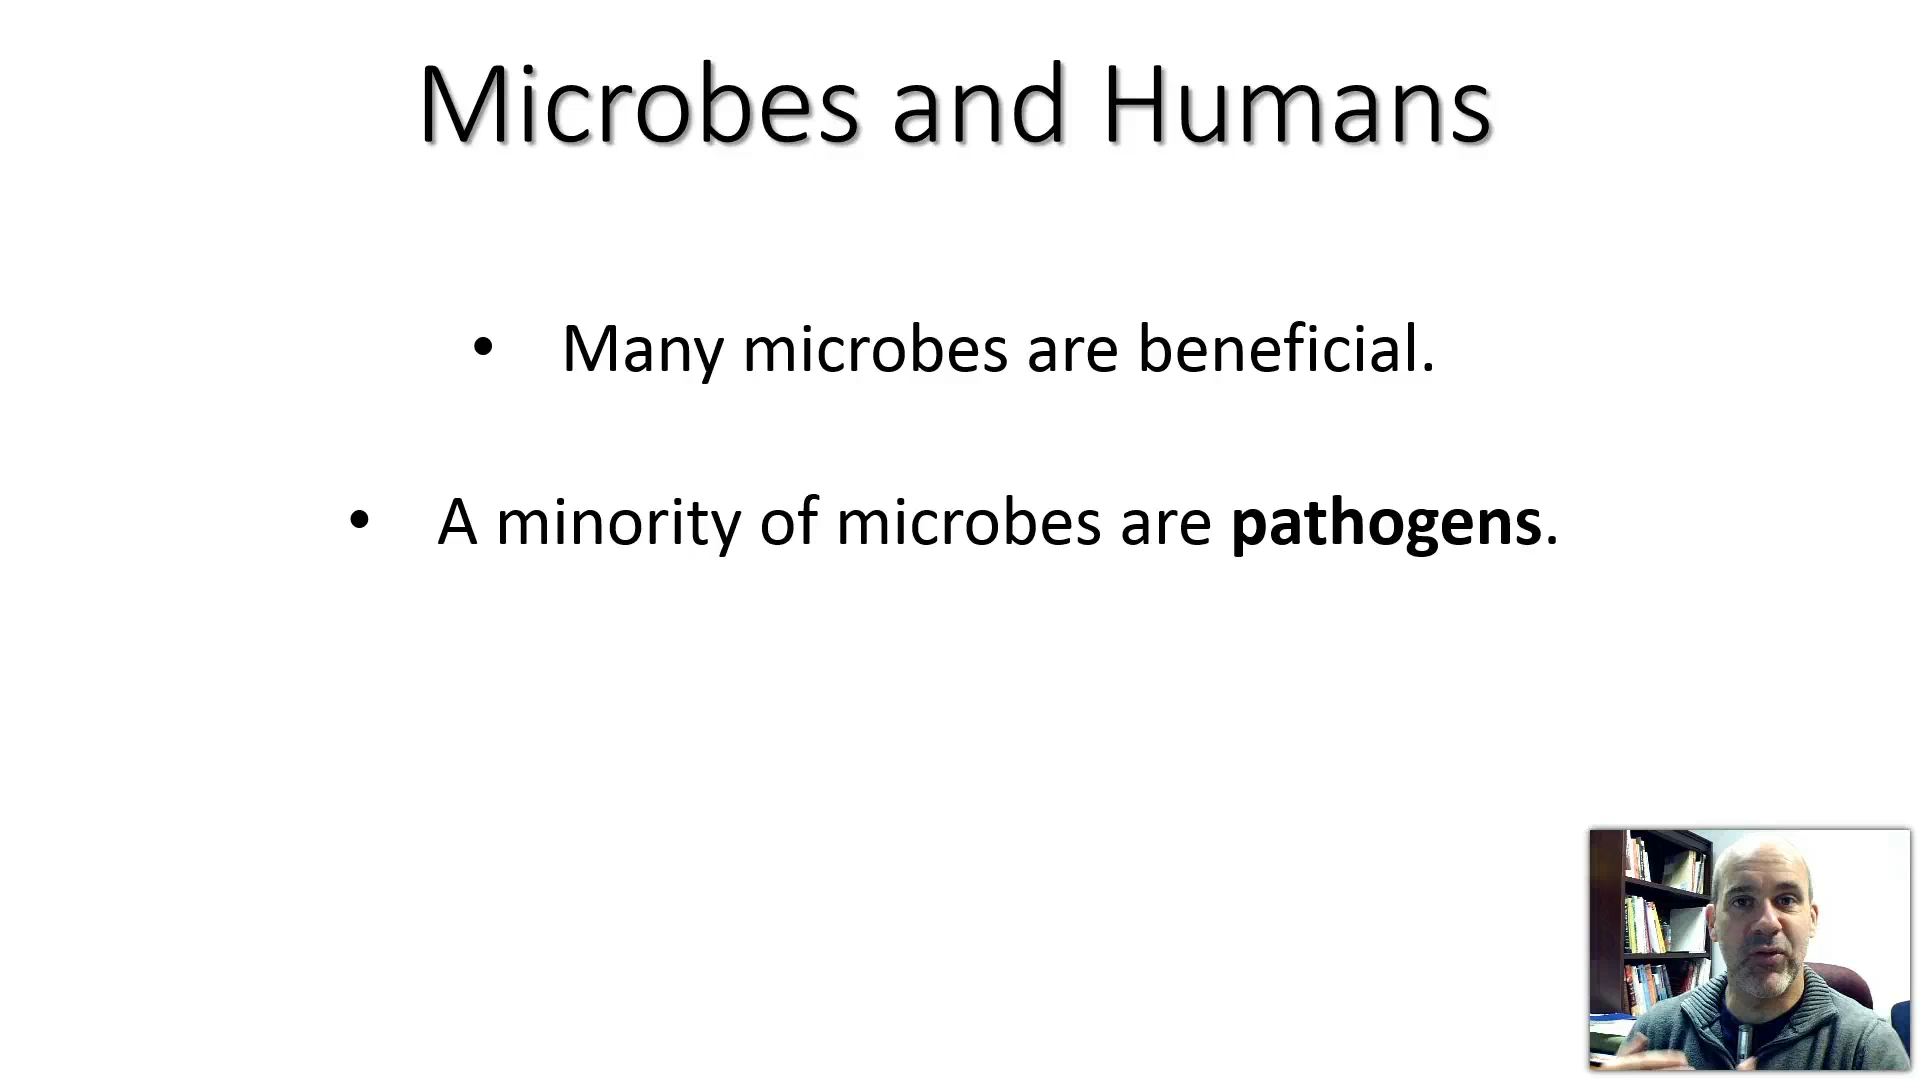 Microbes and Humans
• Many microbes are beneficial.
• A minority of microbes are pathogens.